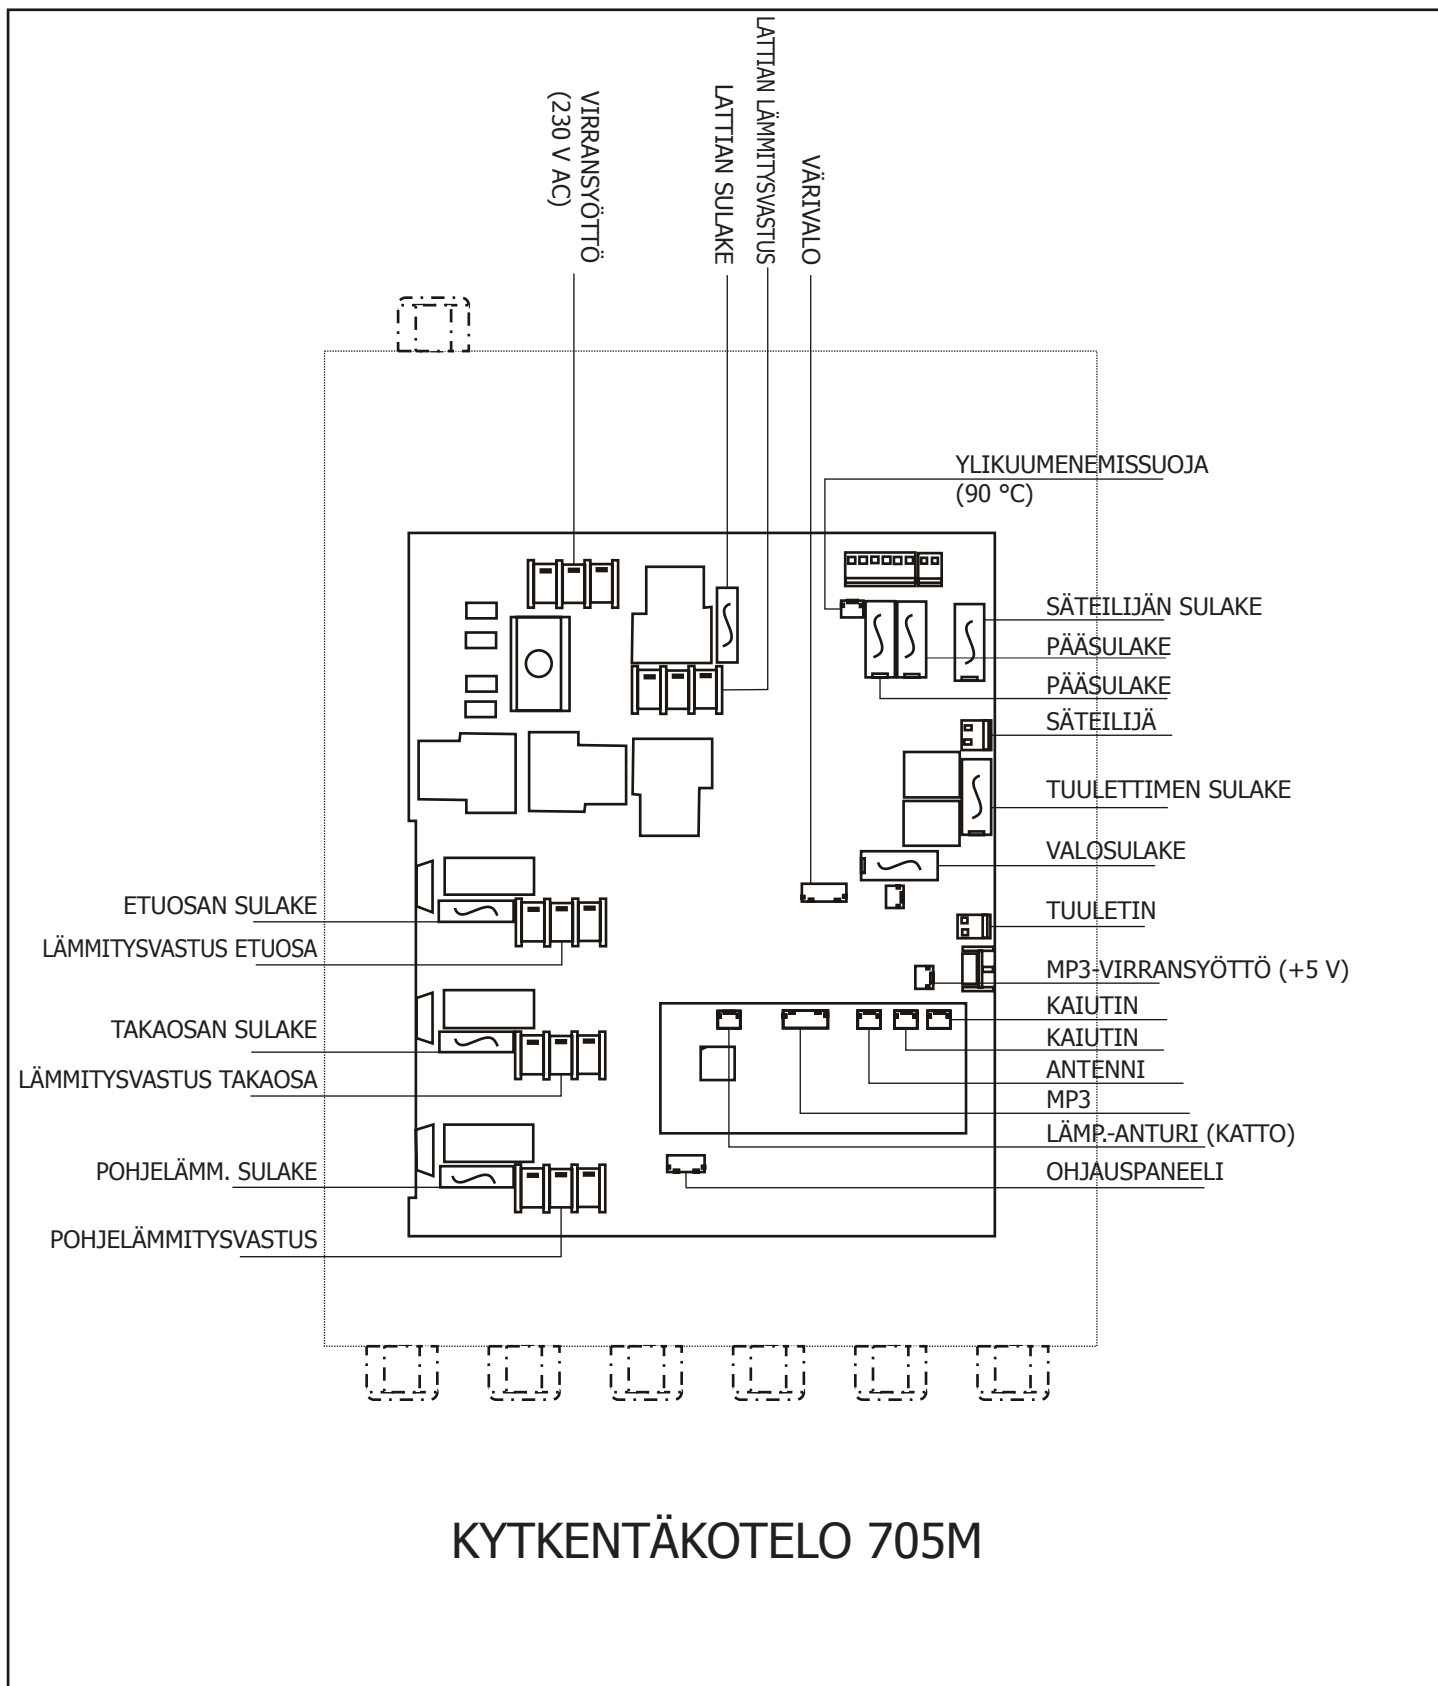 VIRRANSYÖTTÖ
(230 V AC)
LATTIAN SULAKE
LATTIAN LÄMMITYSVASTUS
VÄRIVALO
YLIKUUMENEMISSUOJA
(90 °C)
SÄTEILIJÄN SULAKE
PÄÄSULAKE
PÄÄSULAKE
SÄTEILIJÄ
TUULETTIMEN SULAKE
VALOSULAKE
TUULETIN
MP3-VIRRANSYÖTTÖ (+5 V)
KAIUTIN
KAIUTIN
ANTENNI
MP3
LÄMP.-ANTURI (KATTO)
OHJAUSPANEELI
ETUOSAN SULAKE
LÄMMITYSVASTUS ETUOSA
TAKAOSAN SULAKE
LÄMMITYSVASTUS TAKAOSA
POHJELÄMM. SULAKE
POHJELÄMMITYSVASTUS
KYTKENTÄKOTELO 705M